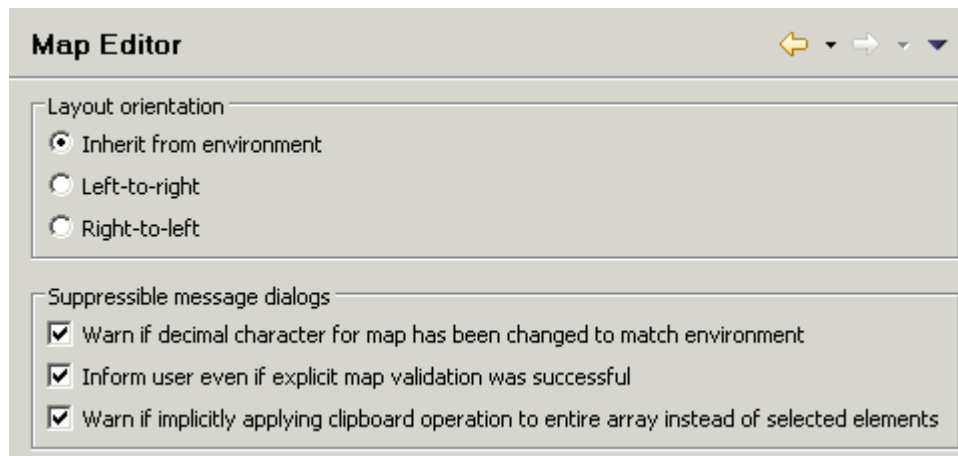 Map Editor
Layout orientation
Inherit from environment
Left-to-right
Right-to-left
Suppressible message dialogs
Warn if decimal character for map has been changed to match environment
Inform user even if explicit map validation was successful
Warn if implicitly applying clipboard operation to entire array instead of selected elements